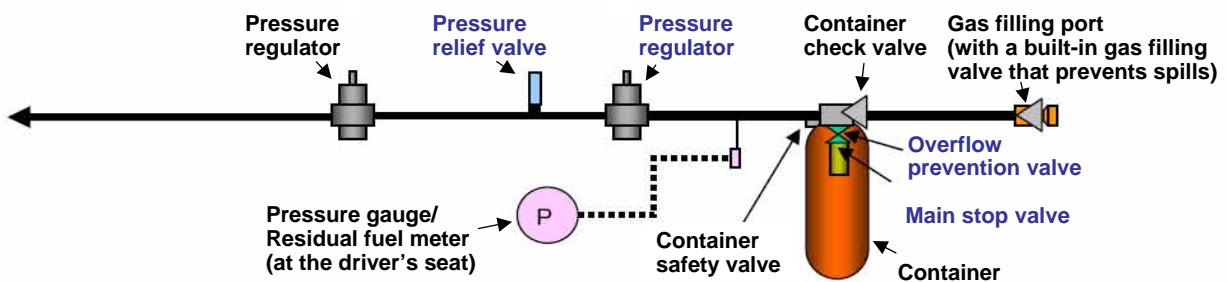 Pressure
regulator
Pressure
relief valve
Pressure
regulator
Container
check valve
Gas filling port
(with a built-in gas filling
valve that prevents spills)
Overflow
prevention valve
Main stop valve
P
Pressure gauge/
Residual fuel meter
(at the driver's seat)
Container
safety valve
Container